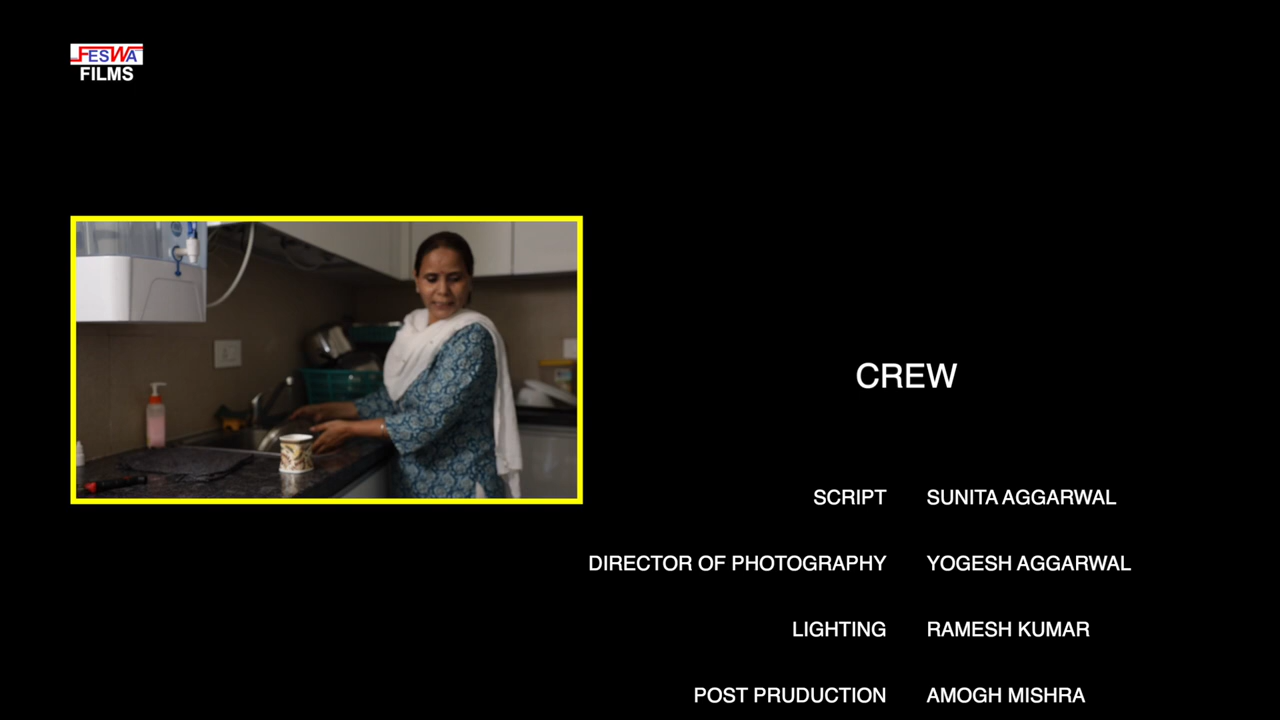 FESWA
FILMS
CREW
SCRIPT SUNITA AGGARWAL
DIRECTOR OF PHOTOGRAPHY YOGESH AGGARWAL
LIGHTING RAMESH KUMAR
POST PRUDUCTION AMOGH MISHRA